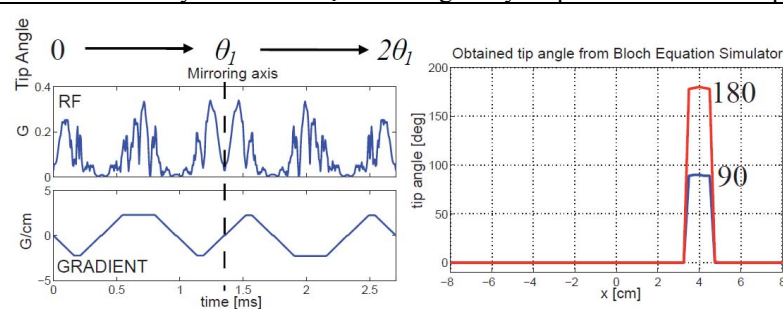 0 θ1 2θ1
Tip Angle
Mirroring axis
RF
G
0.4
0.2
0
GRADIENT
G/cm
5
0
−5
0 0.5 1 1.5 2 2.5
time [ms]
Obtained tip angle from Bloch Equation Simulator
tip angle [deg]
200
150
100
50
0
180
90
−8 −6 −4 −2 0 2 4 6 8
x [cm]